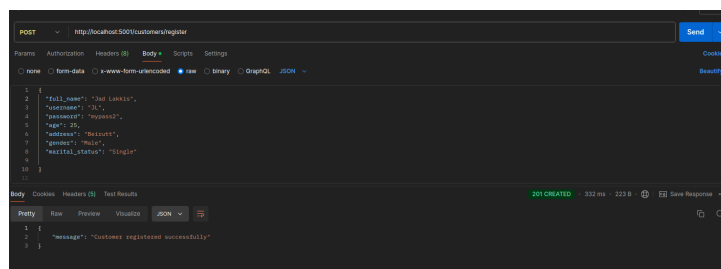 POST http://localhost:5001/customers/register Send
Params Authorization Headers (8) Body Scripts Settings Cookie
none form-data x-www-form-urlencoded raw binary GraphQL JSON Beautify
1 {
2 "full_name": "Jad Lakkis",
3 "username": "JL",
4 "password": "mypass2",
5 "age": 25,
6 "address": "Beirutt",
7 "gender": "Male",
8 "marital_status": "Single"
9
10 }
11
Body Cookies Headers (5) Test Results 201 CREATED 332 ms 223 B Save Response
Pretty Raw Preview Visualize JSON
1 {
2 "message": "Customer registered successfully"
3 }